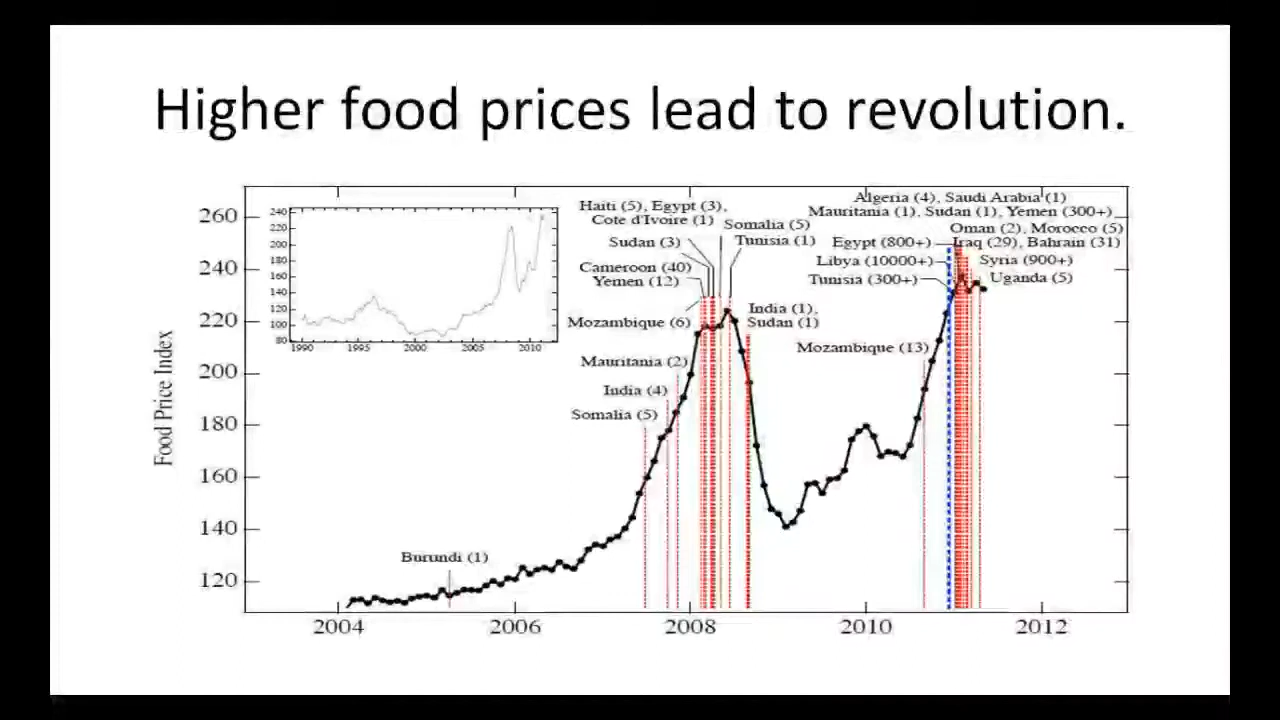 Higher food prices lead to revolution.
Food Price Index
260
240
220
200
180
160
140
120
2004
2006
2008
2010
2012
240
220
200
180
160
140
120
100
80
1990
1995
2000
2005
2010
Burundi (1)
Somalia (5)
India (4)
Mauritania (2)
Mozambique (6)
Cameroon (40)
Yemen (12)
Sudan (3)
Haiti (5), Egypt (3),
Cote d'Ivoire (1)
Somalia (5)
Tunisia (1)
India (1),
Sudan (1)
Mozambique (13)
Tunisia (300+)
Libya (10000+)
Egypt (800+)
Algeria (4), Saudi Arabia (1)
Mauritania (1), Sudan (1), Yemen (300+)
Oman (2), Morocco (5)
Iraq (29), Bahrain (31)
Syria (900+)
Uganda (5)